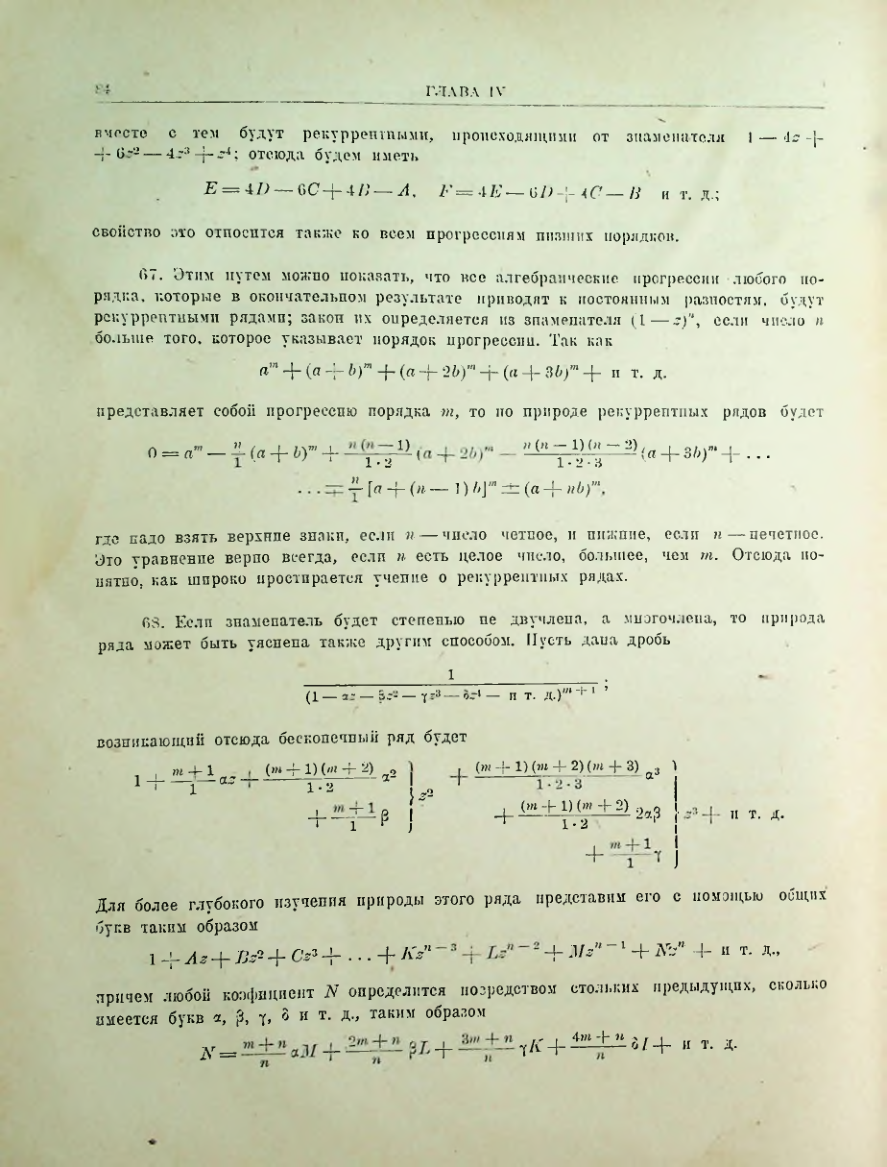 84 ГЛАВА IV
вместо с тем будут рекуррентными, происходящими от знаменателя 1 — 4z +
+ 6z² — 4z³ + z⁴; отсюда будем иметь
E = 4D — 6C + 4B — A, F = 4E — 6D + 4C — B и т. д.;
свойство это относится также ко всем прогрессиям низших порядков.
67. Этим путем можно показать, что все алгебраические прогрессии любого по-
рядка, которые в окончательном результате приводят к постоянным разностям, будут
рекуррентными рядами; закон их определяется из знаменателя (1 — z)ⁿ, если число n
больше того, которое указывает порядок прогрессии. Так как
aᵐ + (a + b)ᵐ + (a + 2b)ᵐ + (a + 3b)ᵐ + и т. д.
представляет собой прогрессию порядка m, то по природе рекуррентных рядов будет
0 = aᵐ — n/1 (a + b)ᵐ + n(n — 1)/1·2 (a + 2b)ᵐ — n(n — 1)(n — 2)/1·2·3 (a + 3b)ᵐ + ...
... ∓ n/1 [a + (n — 1) b]ᵐ ± (a + nb)ᵐ,
где надо взять верхние знаки, если n — число четное, и нижние, если n — нечетное.
Это уравнение верно всегда, если n есть целое число, большее, чем m. Отсюда по-
нятно, как широко простирается учение о рекуррентных рядах.
68. Если знаменатель будет степенью не двучлена, а многочлена, то природа
ряда может быть уяснена также другим способом. Пусть дана дробь
1
(1 — αz — βz² — γz³ — δz⁴ — и т. д.)ᵐ⁺¹ ,
возникающий отсюда бесконечный ряд будет
1 + (m + 1)/1 αz + (m + 1)(m + 2)/1·2 α² } z² + (m + 1)(m + 2)(m + 3)/1·2·3 α³ }
+ (m + 1)/1 β } + (m + 1)(m + 2)/1·2 2αβ } z³ + и т. д.
+ (m + 1)/1 γ }
Для более глубокого изучения природы этого ряда представим его с помощью общих
букв таким образом
1 + Az + Bz² + Cz³ + ... + Kzⁿ⁻³ + Lzⁿ⁻² + Mzⁿ⁻¹ + Nzⁿ + и т. д.,
причем любой коэфициент N определится посредством стольких предыдущих, сколько
имеется букв α, β, γ, δ и т. д., таким образом
N = (m + n)/n αM + (2m + n)/n βL + (3m + n)/n γK + (4m + n)/n δI + и т. д.